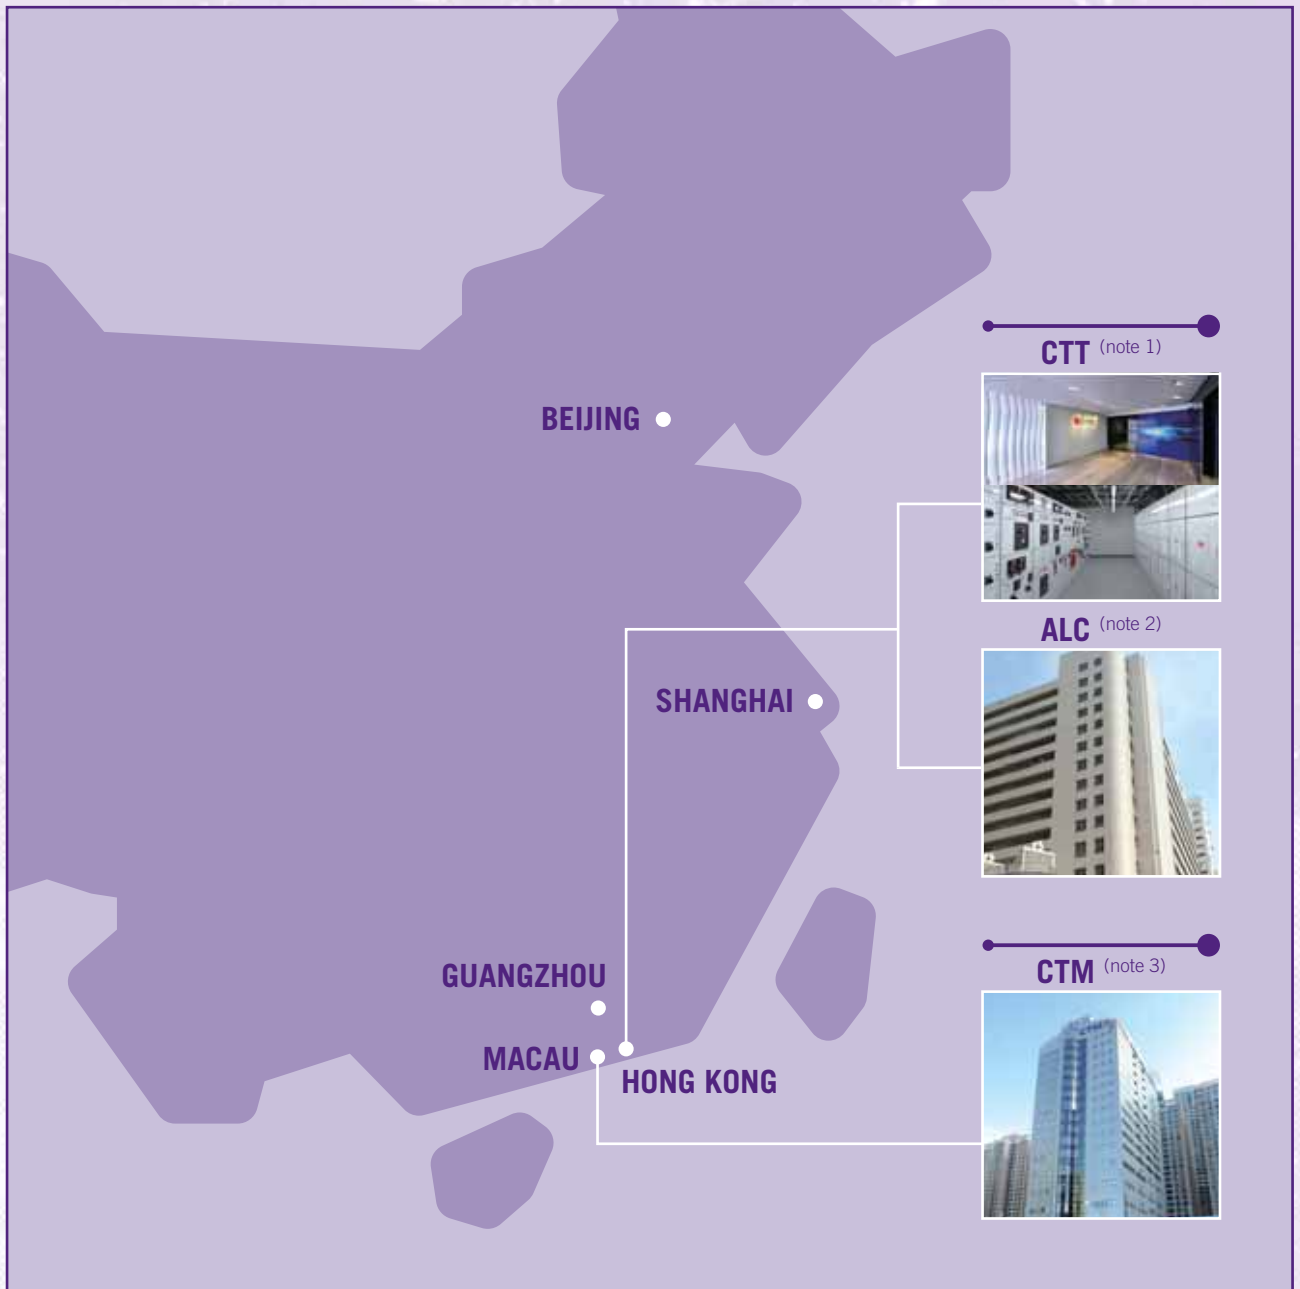 CTT (note 1)
BEIJING
ALC (note 2)
SHANGHAI
CTM (note 3)
GUANGZHOU
MACAU
HONG KONG